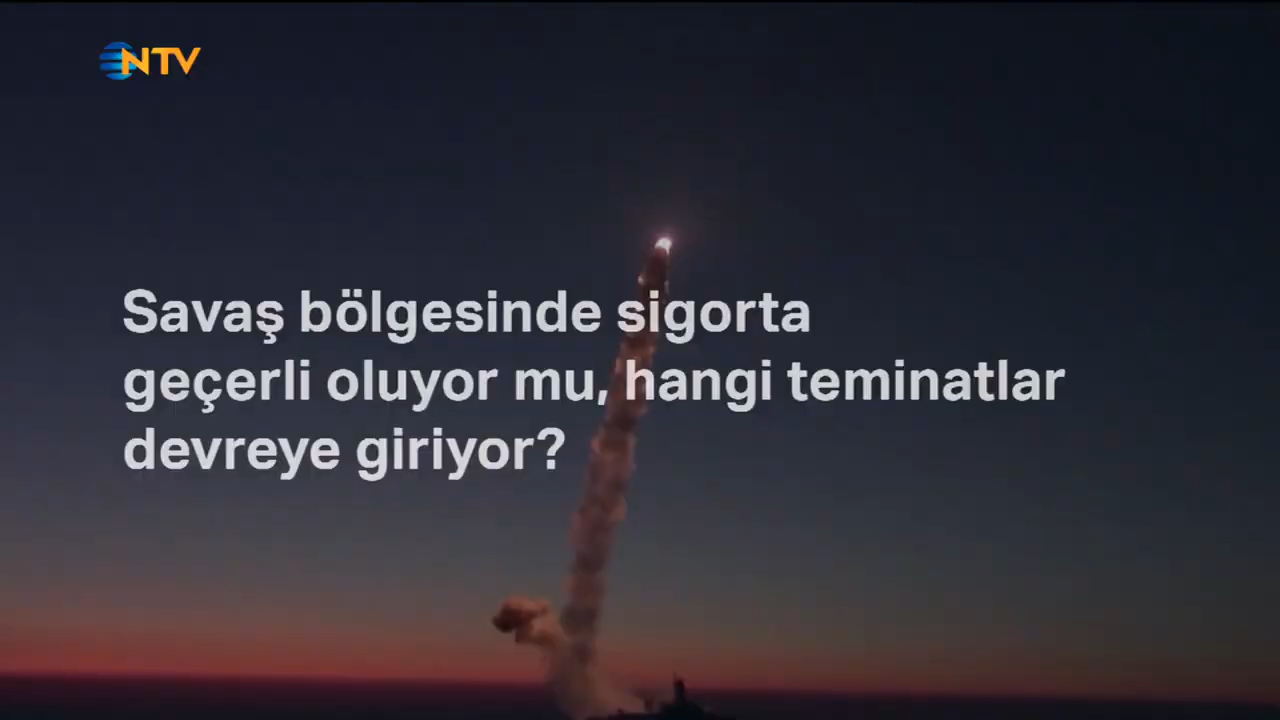 NTV
Savaş bölgesinde sigorta
geçerli oluyor mu, hangi teminatlar
devreye giriyor?